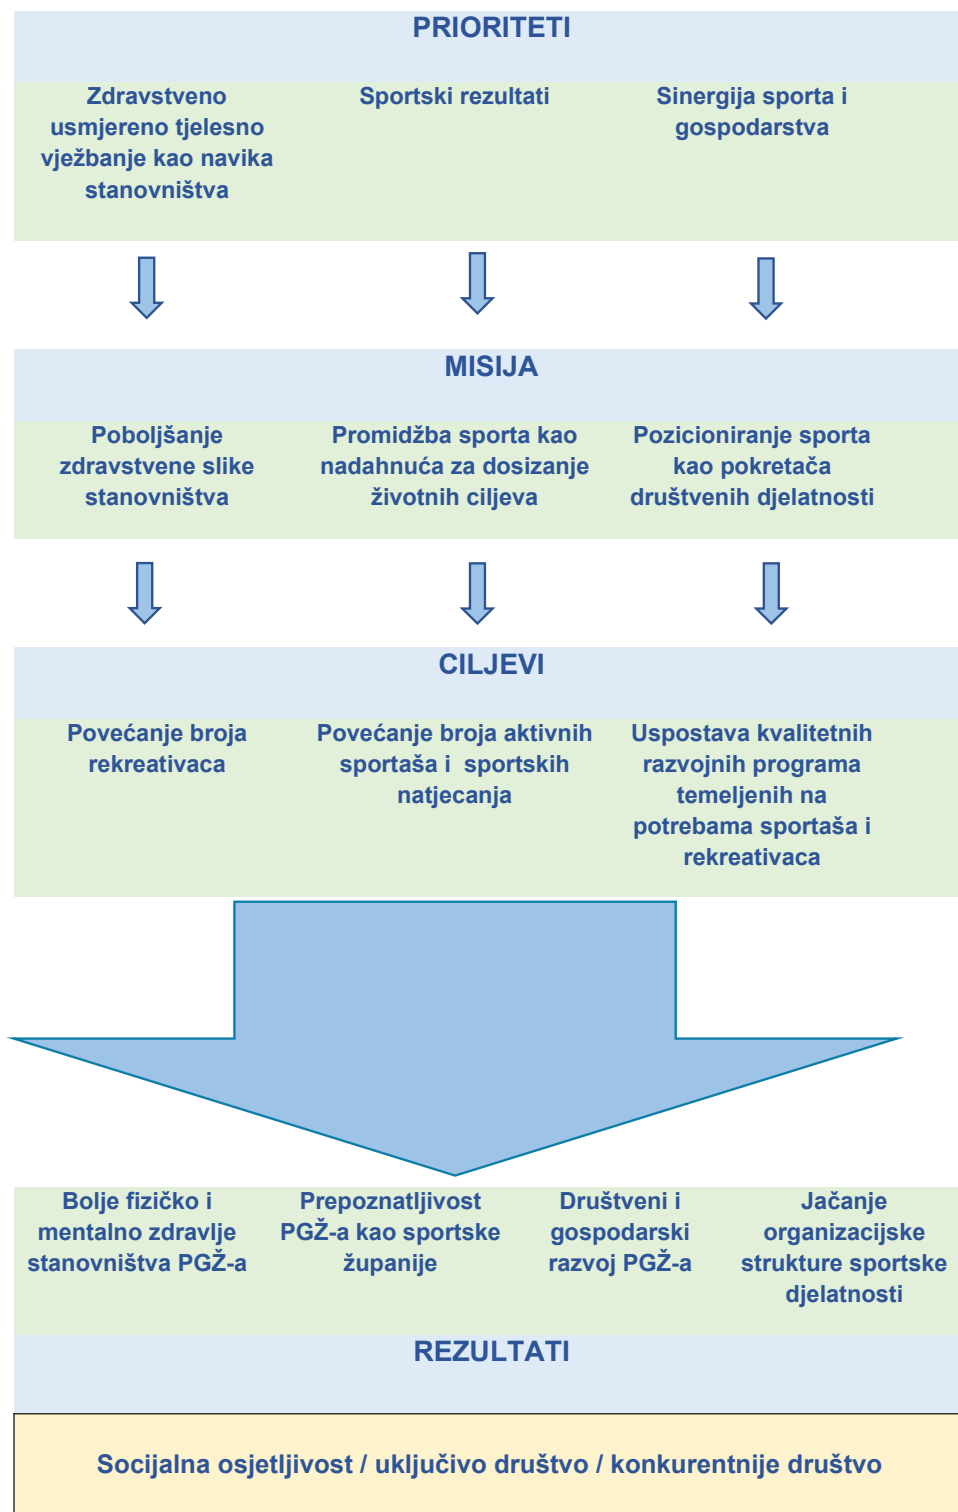 PRIORITETI
Zdravstveno
usmjereno tjelesno
vježbanje kao navika
stanovništva
Sportski rezultati
Sinergija sporta i
gospodarstva
MISIJA
Poboljšanje
zdravstvene slike
stanovništva
Promidžba sporta kao
nadahnuća za dosizanje
životnih ciljeva
Pozicioniranje sporta
kao pokretača
društvenih djelatnosti
CILJEVI
Povećanje broja
rekreativaca
Povećanje broja aktivnih
sportaša i sportskih
natjecanja
Uspostava kvalitetnih
razvojnih programa
temeljenih na
potrebama sportaša i
rekreativaca
Bolje fizičko i
mentalno zdravlje
stanovništva PGŽ-a
Prepoznatljivost
PGŽ-a kao sportske
županije
Društveni i
gospodarski
razvoj PGŽ-a
Jačanje
organizacijske
strukture sportske
djelatnosti
REZULTATI
Socijalna osjetljivost / uključivo društvo / konkurentnije društvo